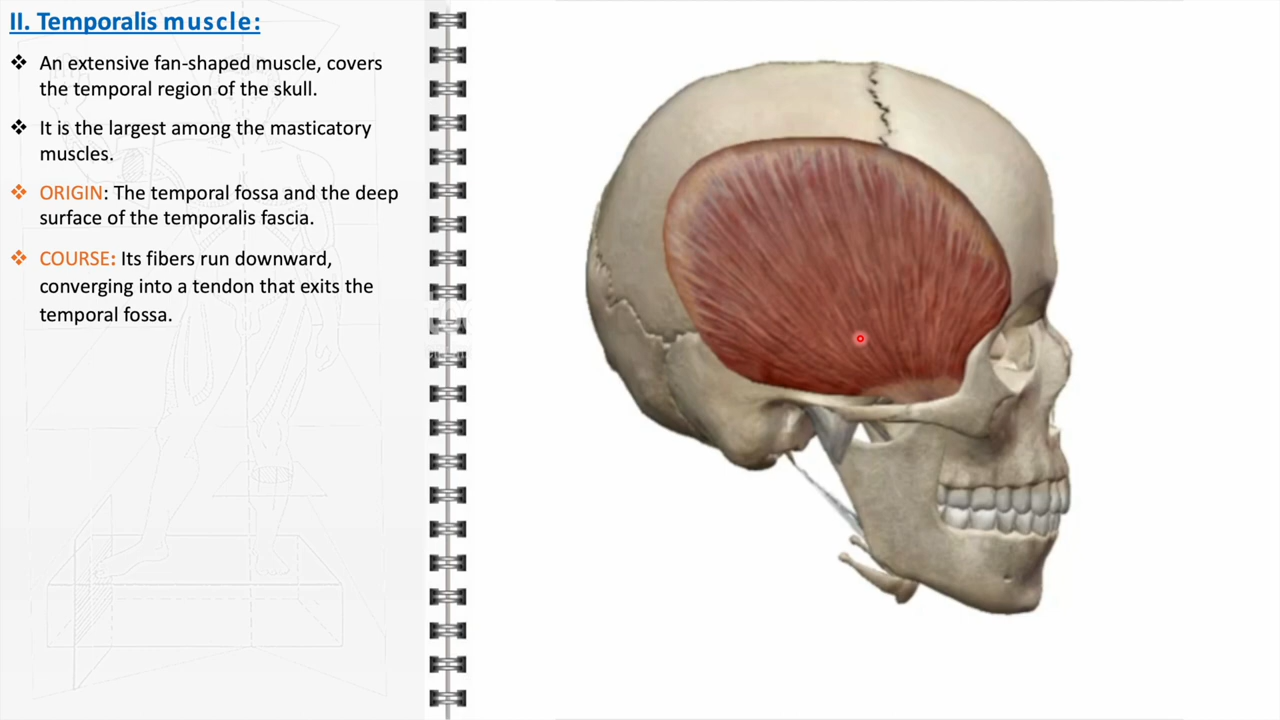 II. Temporalis muscle:
❖ An extensive fan-shaped muscle, covers
the temporal region of the skull.
❖ It is the largest among the masticatory
muscles.
❖ ORIGIN: The temporal fossa and the deep
surface of the temporalis fascia.
❖ COURSE: Its fibers run downward,
converging into a tendon that exits the
temporal fossa.